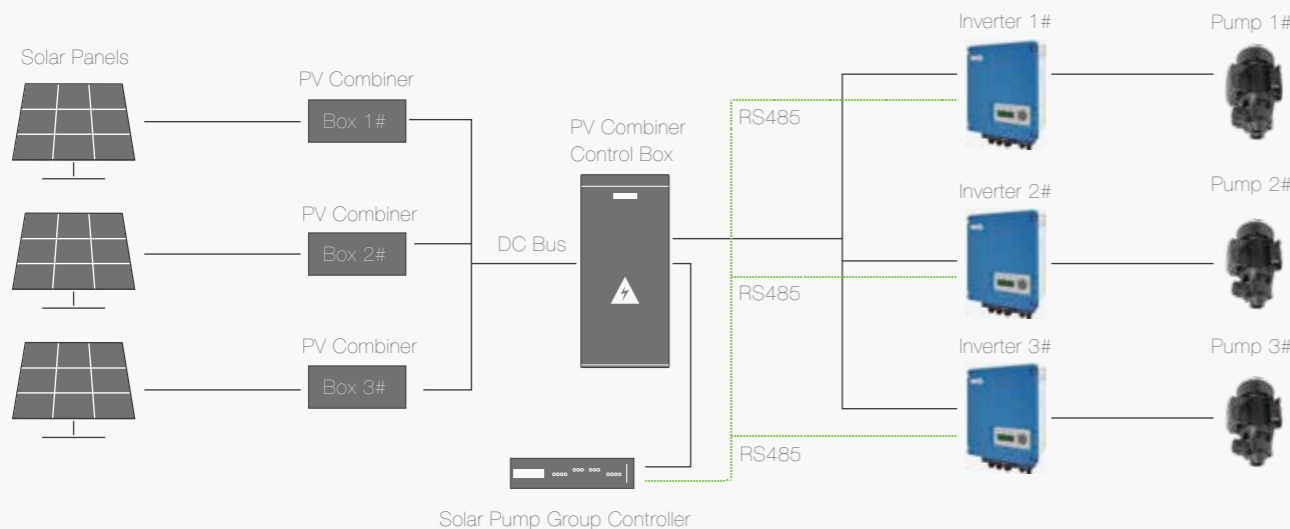 Solar Panels
PV Combiner
Box 1#
PV Combiner
Box 2#
PV Combiner
Box 3#
DC Bus
PV Combiner
Control Box
Solar Pump Group Controller
RS485
RS485
RS485
Inverter 1#
Pump 1#
Inverter 2#
Pump 2#
Inverter 3#
Pump 3#